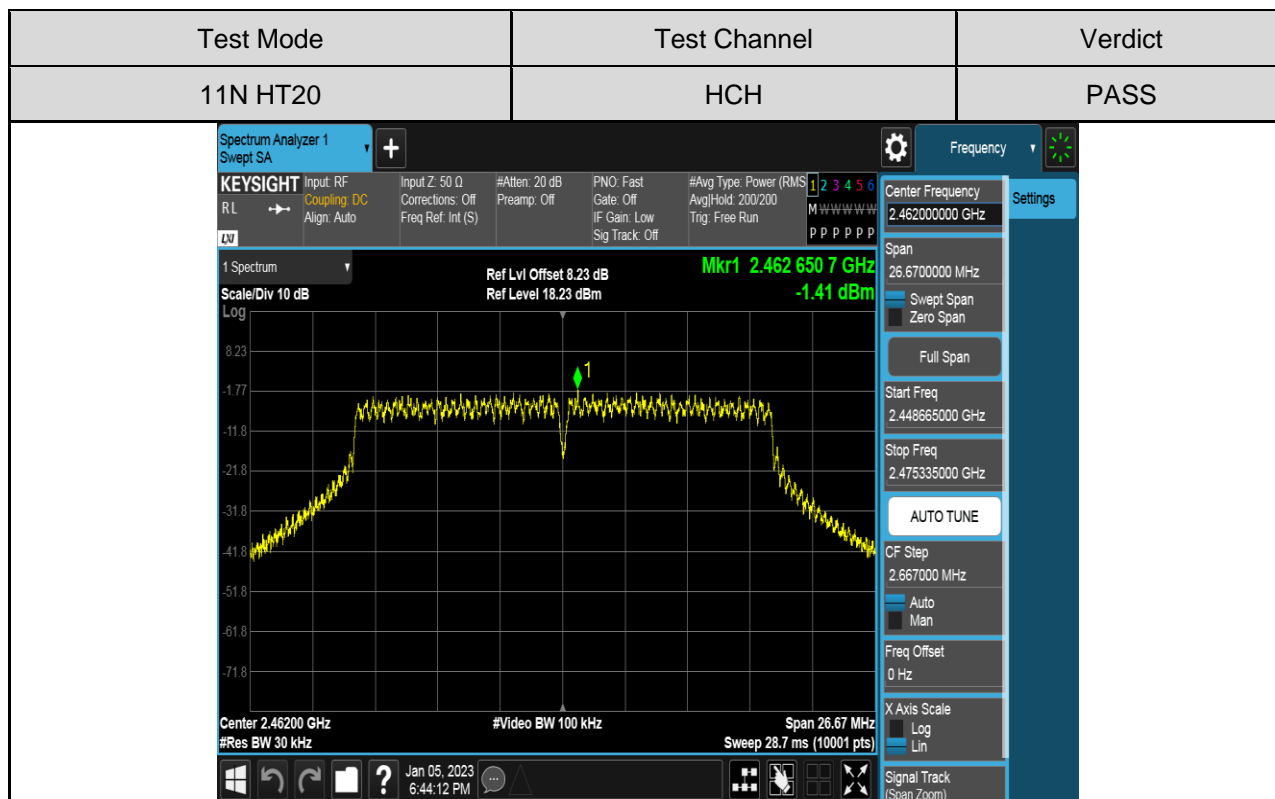 Test Mode Test Channel Verdict
11N HT20 HCH PASS
Spectrum Analyzer 1
Swept SA
+
Frequency
KEYSIGHT
RL
LXI
Input: RF
Coupling: DC
Align: Auto
Input Z: 50 Ω
Corrections: Off
Freq Ref: Int (S)
#Atten: 20 dB
Preamp: Off
PNO: Fast
Gate: Off
IF Gain: Low
Sig Track: Off
#Avg Type: Power (RMS
Avg|Hold: 200/200
Trig: Free Run
1 2 3 4 5 6
M W W W W W
P P P P P P
1 Spectrum
Scale/Div 10 dB
Ref Lvl Offset 8.23 dB
Ref Level 18.23 dBm
Mkr1 2.462 650 7 GHz
-1.41 dBm
Log
8.23
-1.77
-11.8
-21.8
-31.8
-41.8
-51.8
-61.8
-71.8
1
Center 2.46200 GHz
#Res BW 30 kHz
#Video BW 100 kHz
Span 26.67 MHz
Sweep 28.7 ms (10001 pts)
Center Frequency
2.462000000 GHz
Settings
Span
26.6700000 MHz
Swept Span
Zero Span
Full Span
Start Freq
2.448665000 GHz
Stop Freq
2.475335000 GHz
AUTO TUNE
CF Step
2.667000 MHz
Auto
Man
Freq Offset
0 Hz
X Axis Scale
Log
Lin
Signal Track
(Span Zoom)
?
Jan 05, 2023
6:44:12 PM